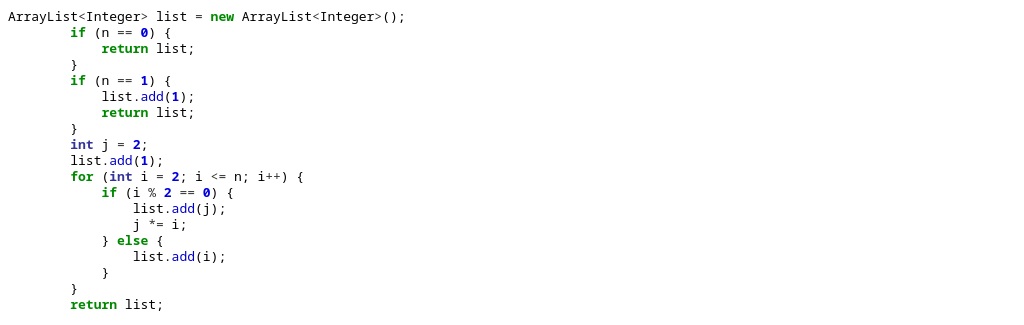 ArrayList<Integer> list = new ArrayList<Integer>();
        if (n == 0) {
            return list;
        }
        if (n == 1) {
            list.add(1);
            return list;
        }
        int j = 2;
        list.add(1);
        for (int i = 2; i <= n; i++) {
            if (i % 2 == 0) {
                list.add(j);
                j *= i;
            } else {
                list.add(i);
            }
        }
        return list;